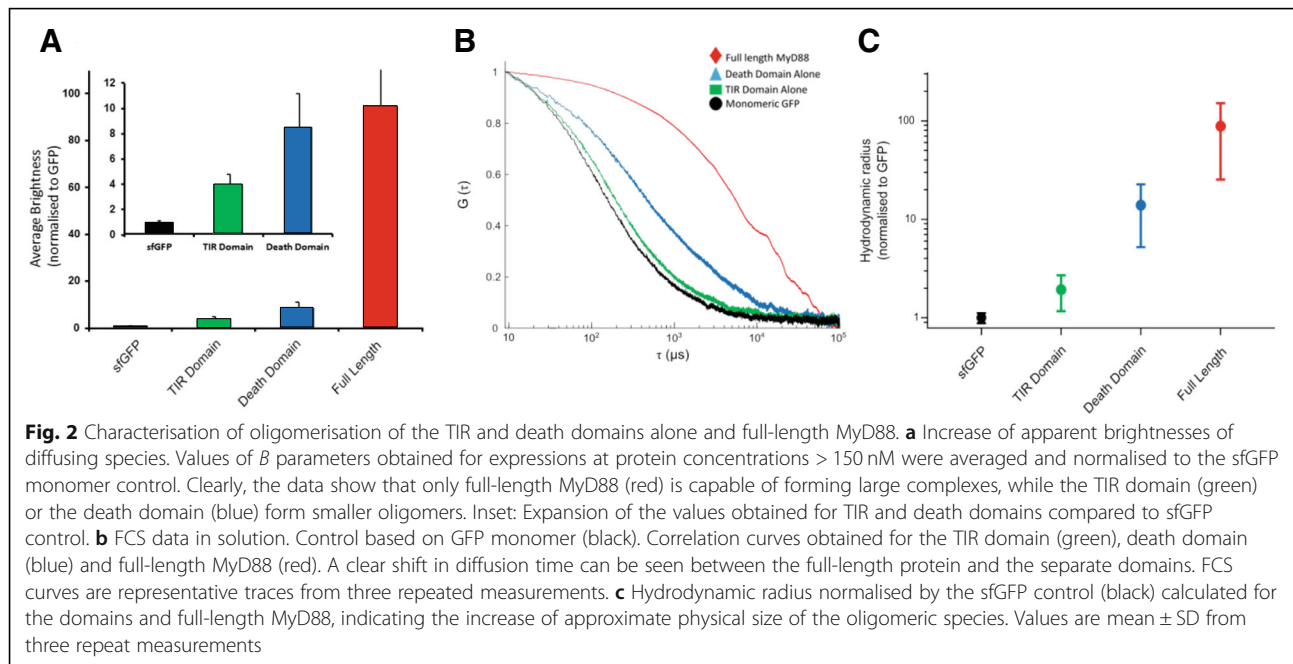 A
B
C
Average Brightness
(normalised to GFP)
100
80
60
40
20
0
12
10
8
6
4
2
0
sfGFP
TIR Domain
Death Domain
sfGFP
TIR Domain
Death Domain
Full Length
Full length MyD88
Death Domain Alone
TIR Domain Alone
Monomeric GFP
G (τ)
1
0.8
0.6
0.4
0.2
0
10
10²
10³
10⁴
10⁵
τ (µs)
Hydrodynamic radius
(normalised to GFP)
100
10
1
sfGFP
TIR Domain
Death Domain
Full Length
Fig. 2 Characterisation of oligomerisation of the TIR and death domains alone and full-length MyD88. a Increase of apparent brightnesses of
diffusing species. Values of B parameters obtained for expressions at protein concentrations > 150 nM were averaged and normalised to the sfGFP
monomer control. Clearly, the data show that only full-length MyD88 (red) is capable of forming large complexes, while the TIR domain (green)
or the death domain (blue) form smaller oligomers. Inset: Expansion of the values obtained for TIR and death domains compared to sfGFP
control. b FCS data in solution. Control based on GFP monomer (black). Correlation curves obtained for the TIR domain (green), death domain
(blue) and full-length MyD88 (red). A clear shift in diffusion time can be seen between the full-length protein and the separate domains. FCS
curves are representative traces from three repeated measurements. c Hydrodynamic radius normalised by the sfGFP control (black) calculated for
the domains and full-length MyD88, indicating the increase of approximate physical size of the oligomeric species. Values are mean ± SD from
three repeat measurements